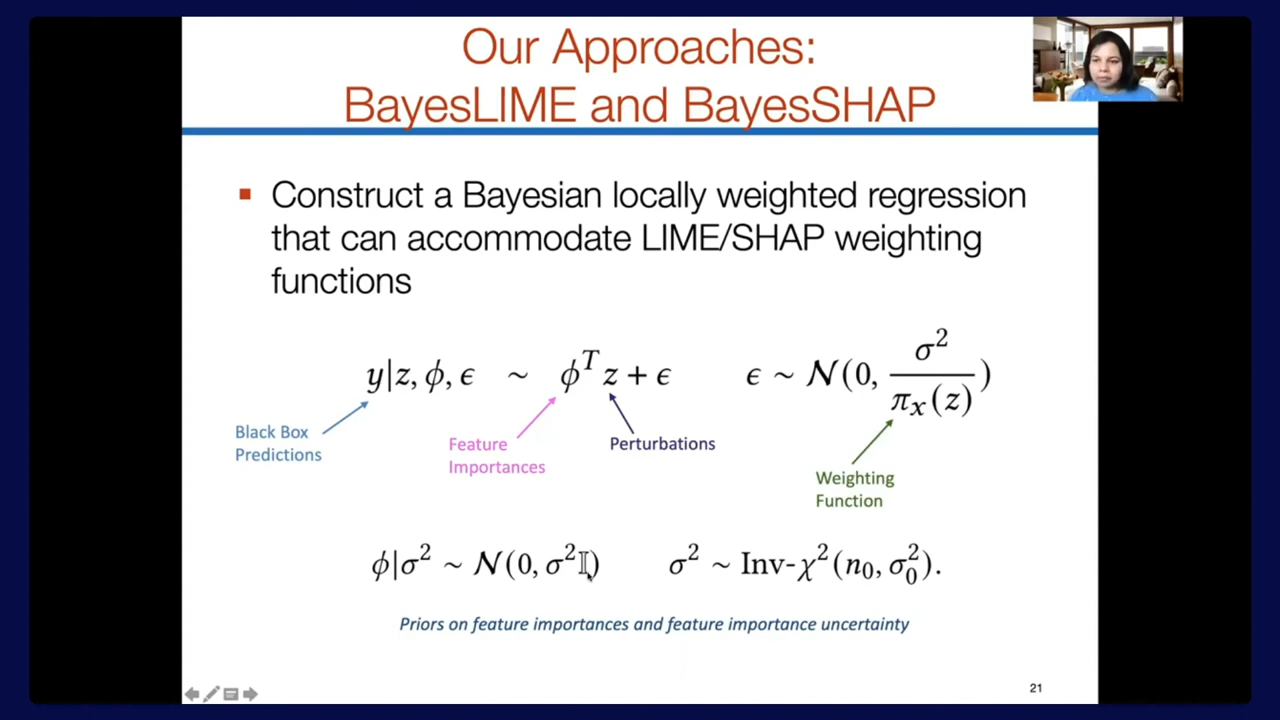 Our Approaches:
BayesLIME and BayesSHAP
▪ Construct a Bayesian locally weighted regression
that can accommodate LIME/SHAP weighting
functions
y|z, ϕ, ϵ ~ ϕᵀz + ϵ ϵ ~ 𝒩(0, σ²/πₓ(z))
Black Box
Predictions
Feature
Importances
Perturbations
Weighting
Function
ϕ|σ² ~ 𝒩(0, σ²𝕀) σ² ~ Inv-χ²(n₀, σ₀²).
Priors on feature importances and feature importance uncertainty
21